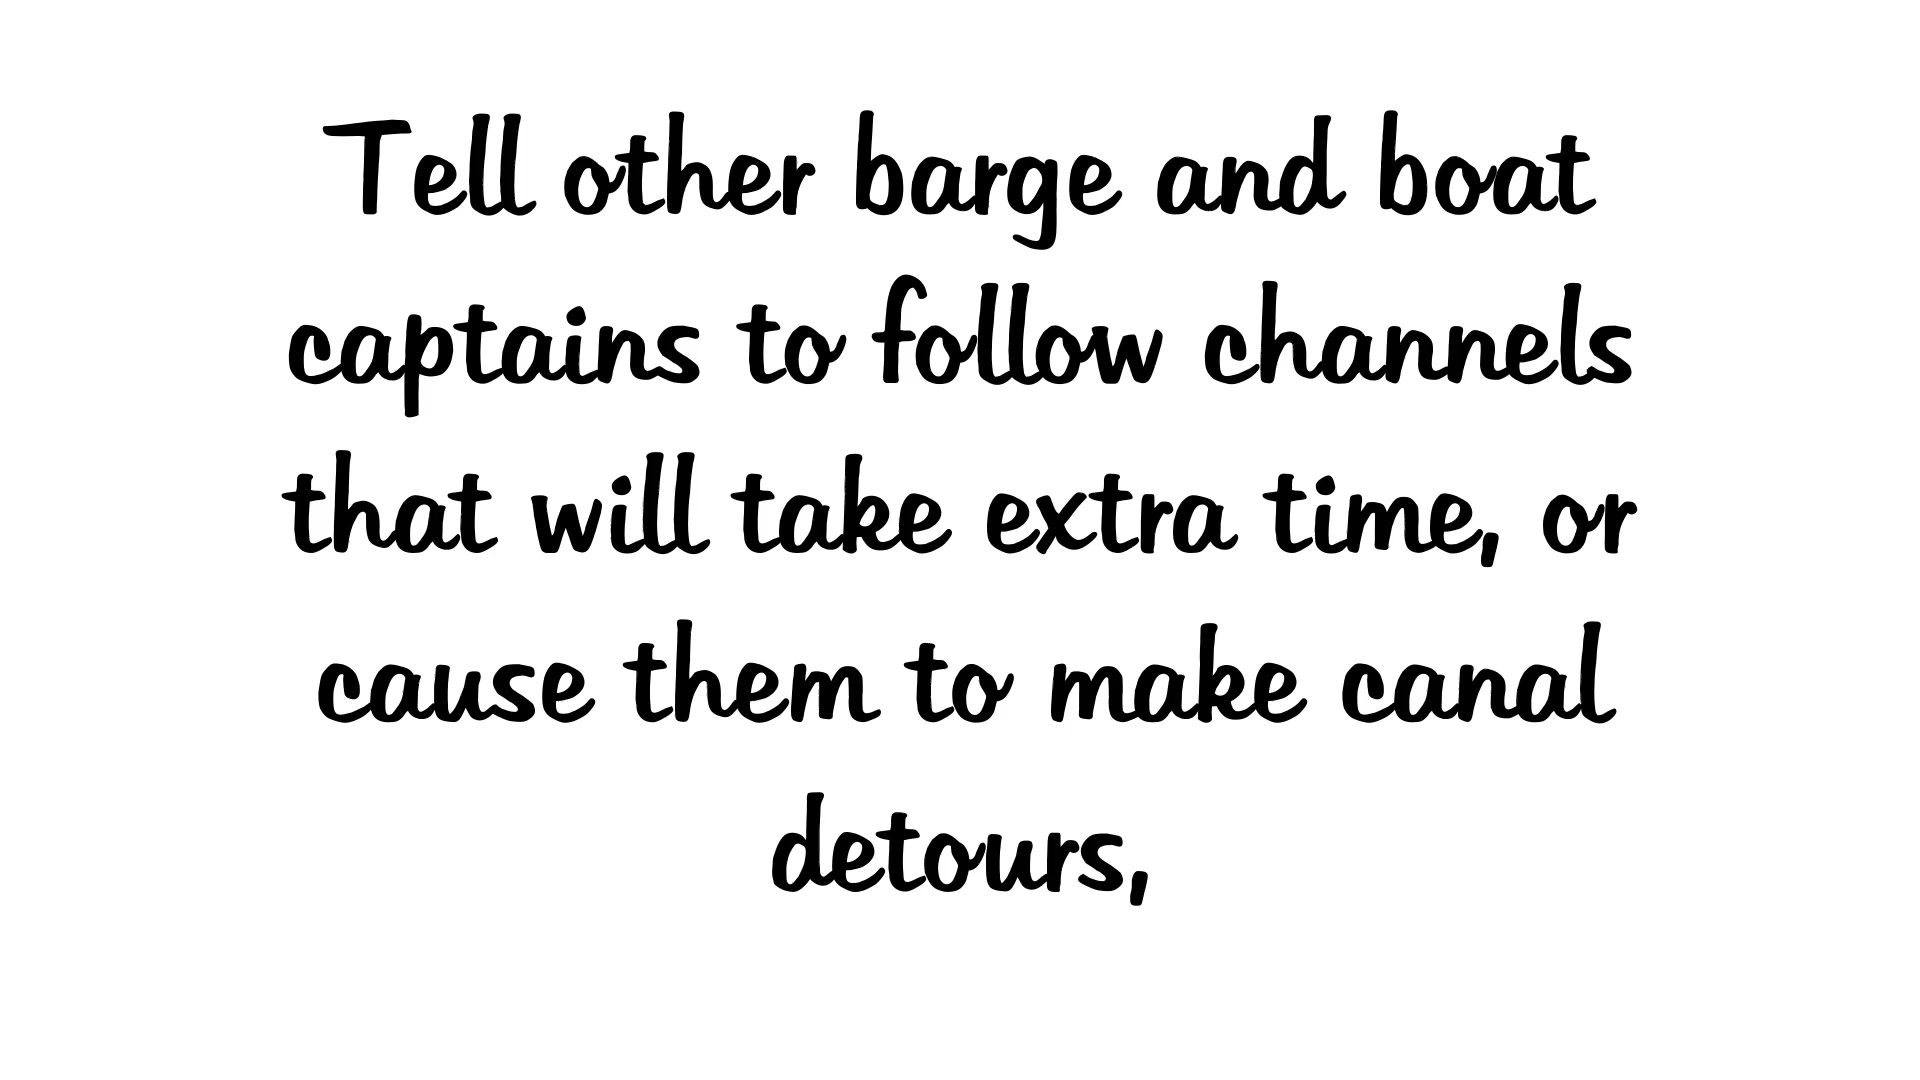 Tell other barge and boat
captains to follow channels
that will take extra time, or
cause them to make canal
detours,